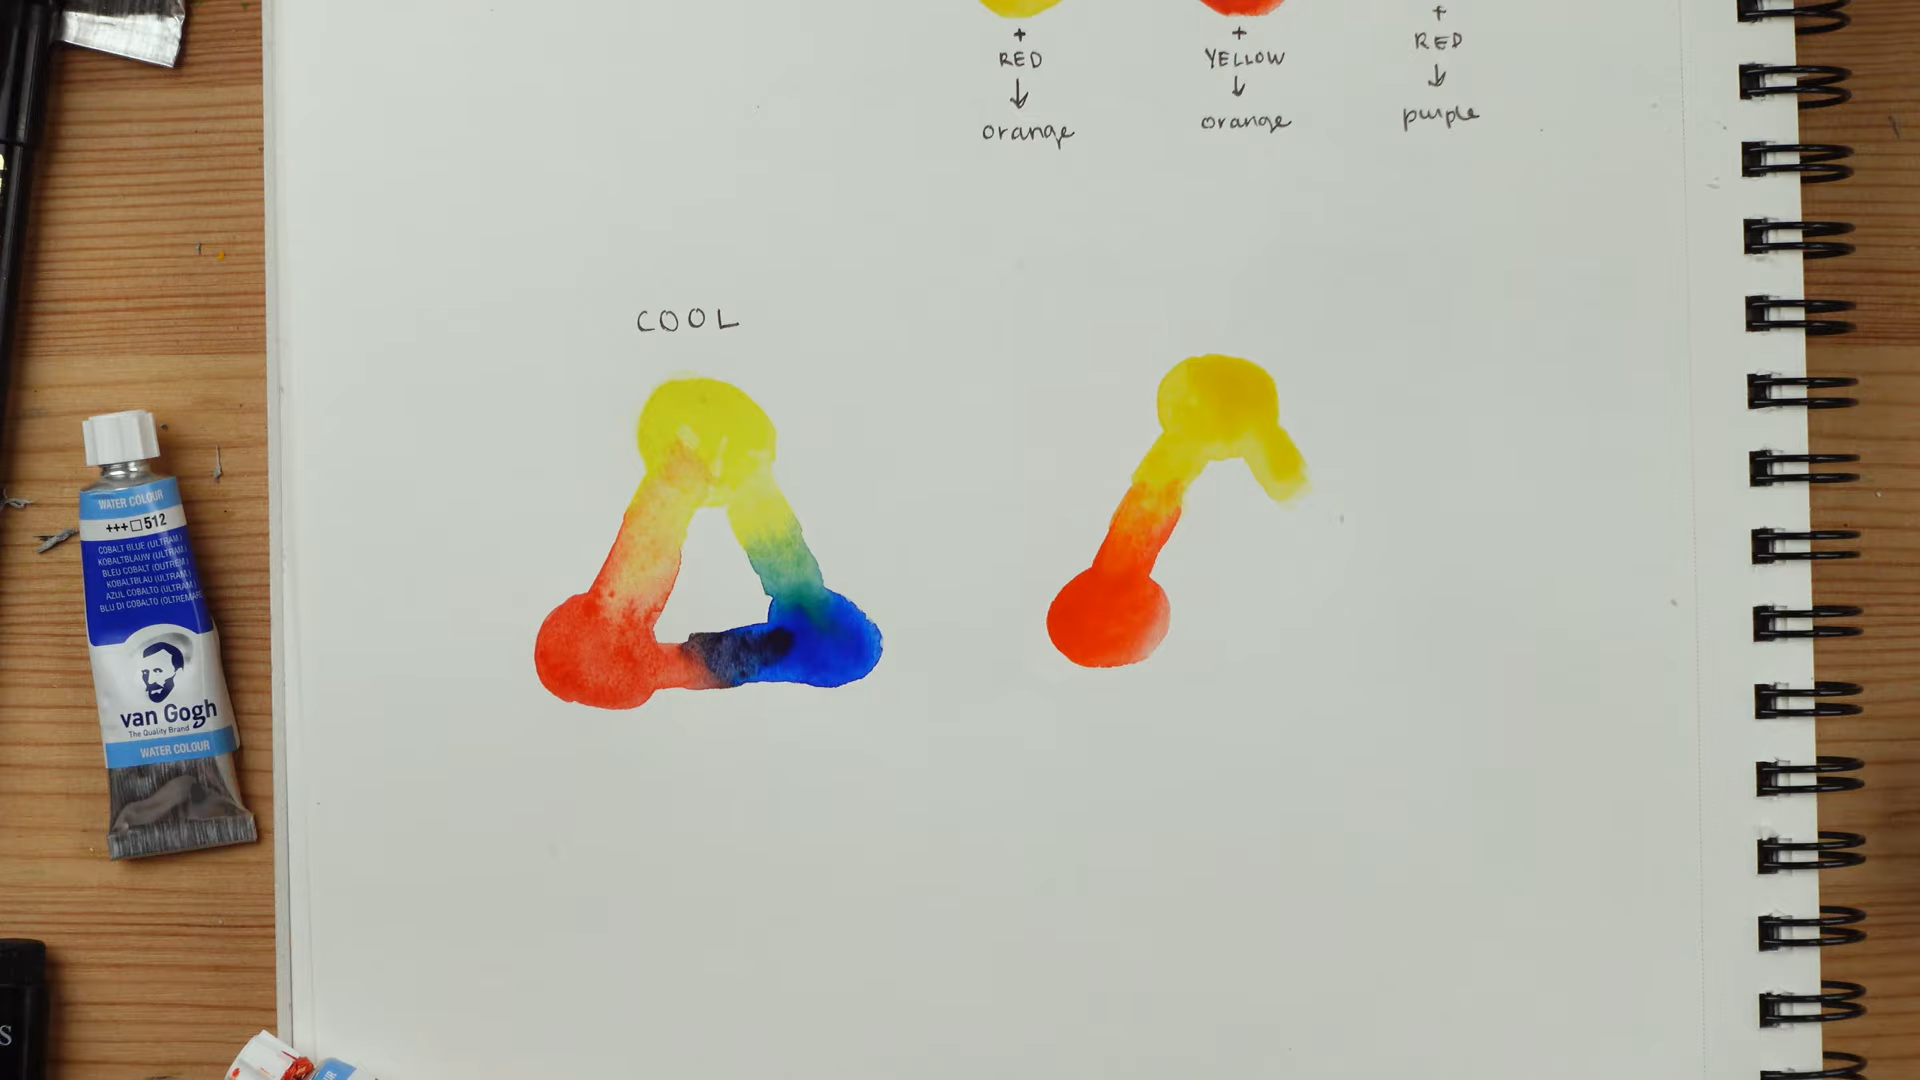 +
RED
↓
orange
+
YELLOW
↓
orange
+
RED
↓
purple
COOL
WATER COLOUR
+++□512
COBALT BLUE (ULTRAM.)
KOBALTBLAUW (ULTRAM.)
BLEU COBALT (OUTREM.)
KOBALTBLAU (ULTRAM.)
AZUL COBALTO (ULTRAM.)
BLU DI COBALTO (OLTREMARE
van Gogh
The Quality Brand
WATER COLOUR
S